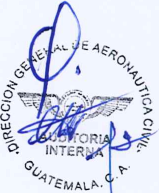 DIRECCION GENERAL DE AERONAUTICA CIVIL
AUDITORIA
INTERNA
GUATEMALA, C. A.